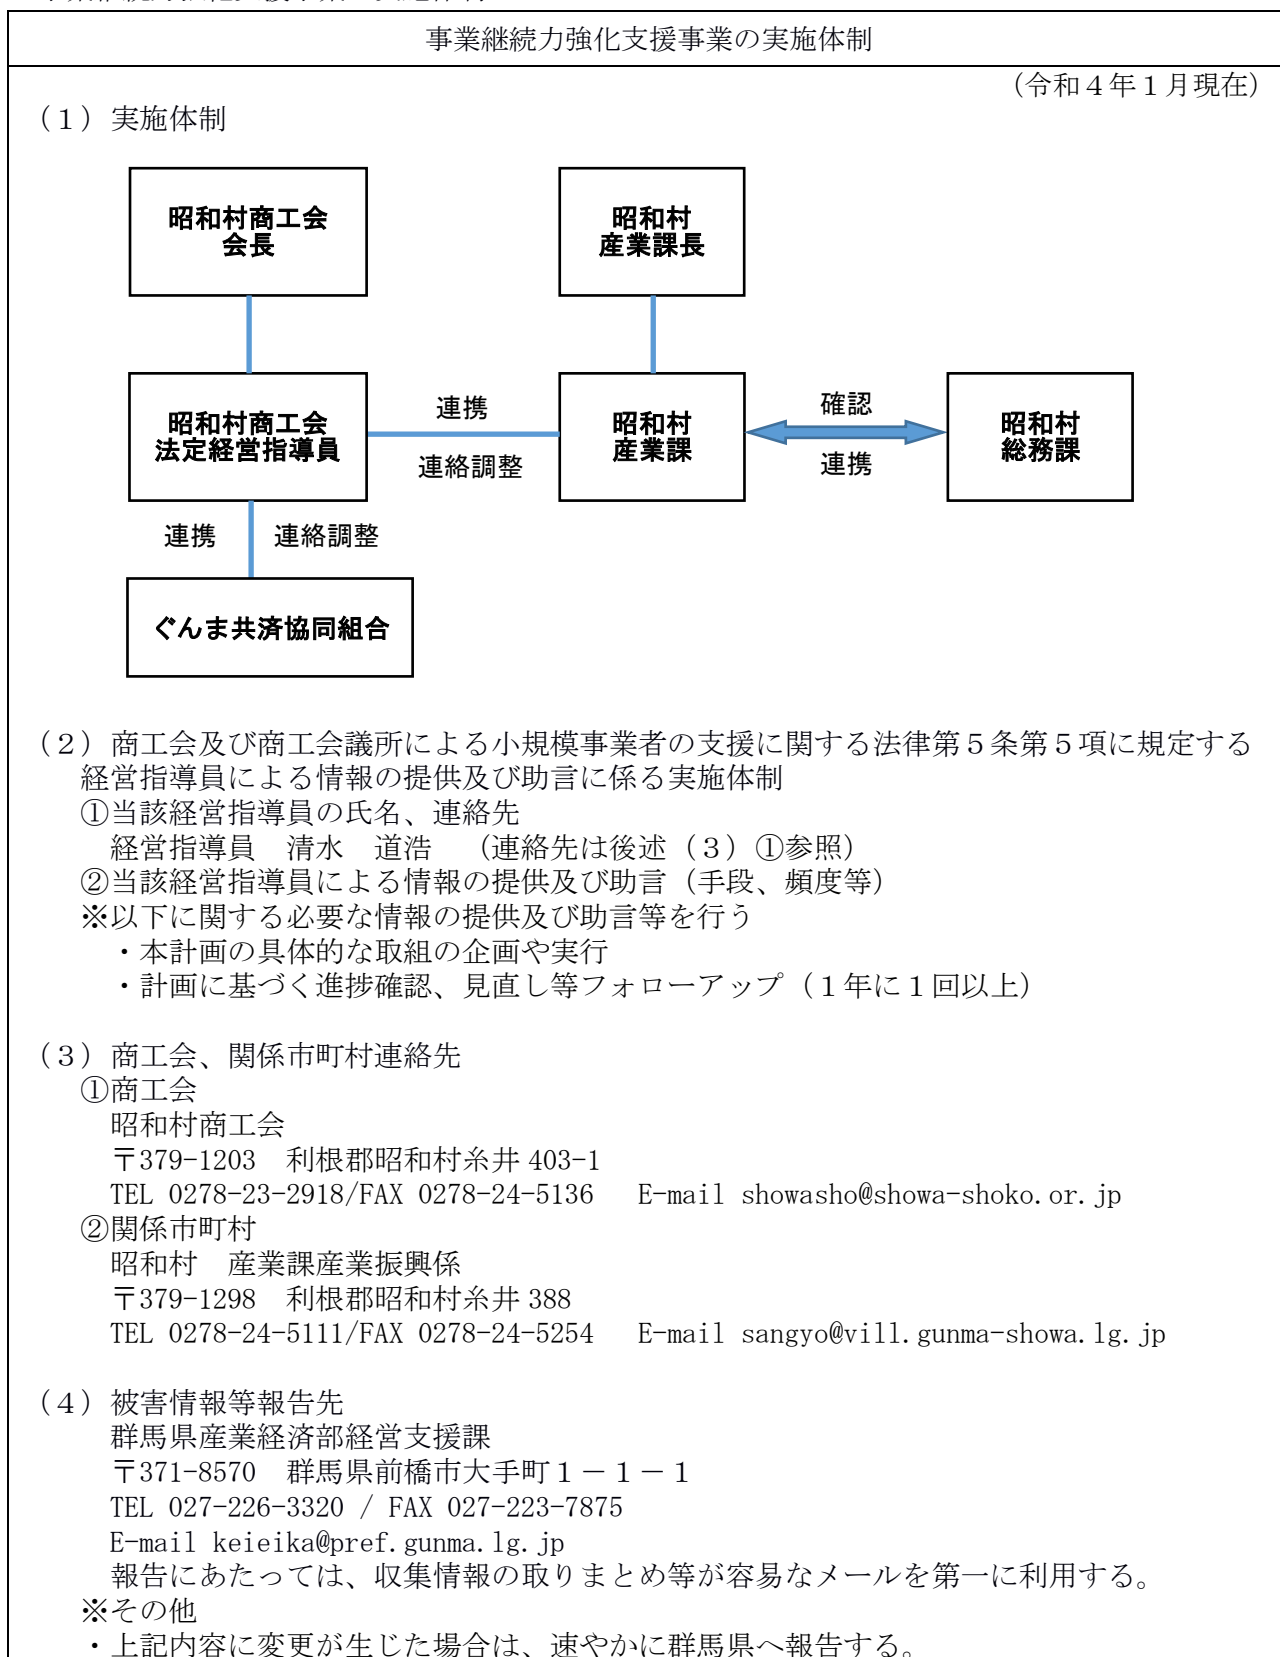 事業継続力強化支援事業の実施体制
(令和4年1月現在)
(1)実施体制
昭和村商工会
会長
昭和村
産業課長
昭和村商工会
法定経営指導員
連携
連絡調整
昭和村
産業課
確認
連携
昭和村
総務課
連携 連絡調整
ぐんま共済協同組合
(2)商工会及び商工会議所による小規模事業者の支援に関する法律第5条第5項に規定する
経営指導員による情報の提供及び助言に係る実施体制
①当該経営指導員の氏名、連絡先
経営指導員 清水 道浩 (連絡先は後述(3)①参照)
②当該経営指導員による情報の提供及び助言(手段、頻度等)
※以下に関する必要な情報の提供及び助言等を行う
・本計画の具体的な取組の企画や実行
・計画に基づく進捗確認、見直し等フォローアップ(1年に1回以上)
(3)商工会、関係市町村連絡先
①商工会
昭和村商工会
〒379-1203 利根郡昭和村糸井 403-1
TEL 0278-23-2918/FAX 0278-24-5136 E-mail showasho@showa-shoko.or.jp
②関係市町村
昭和村 産業課産業振興係
〒379-1298 利根郡昭和村糸井 388
TEL 0278-24-5111/FAX 0278-24-5254 E-mail sangyo@vill.gunma-showa.lg.jp
(4)被害情報等報告先
群馬県産業経済部経営支援課
〒371-8570 群馬県前橋市大手町1-1-1
TEL 027-226-3320 / FAX 027-223-7875
E-mail keieika@pref.gunma.lg.jp
報告にあたっては、収集情報の取りまとめ等が容易なメールを第一に利用する。
※その他
・上記内容に変更が生じた場合は、速やかに群馬県へ報告する。